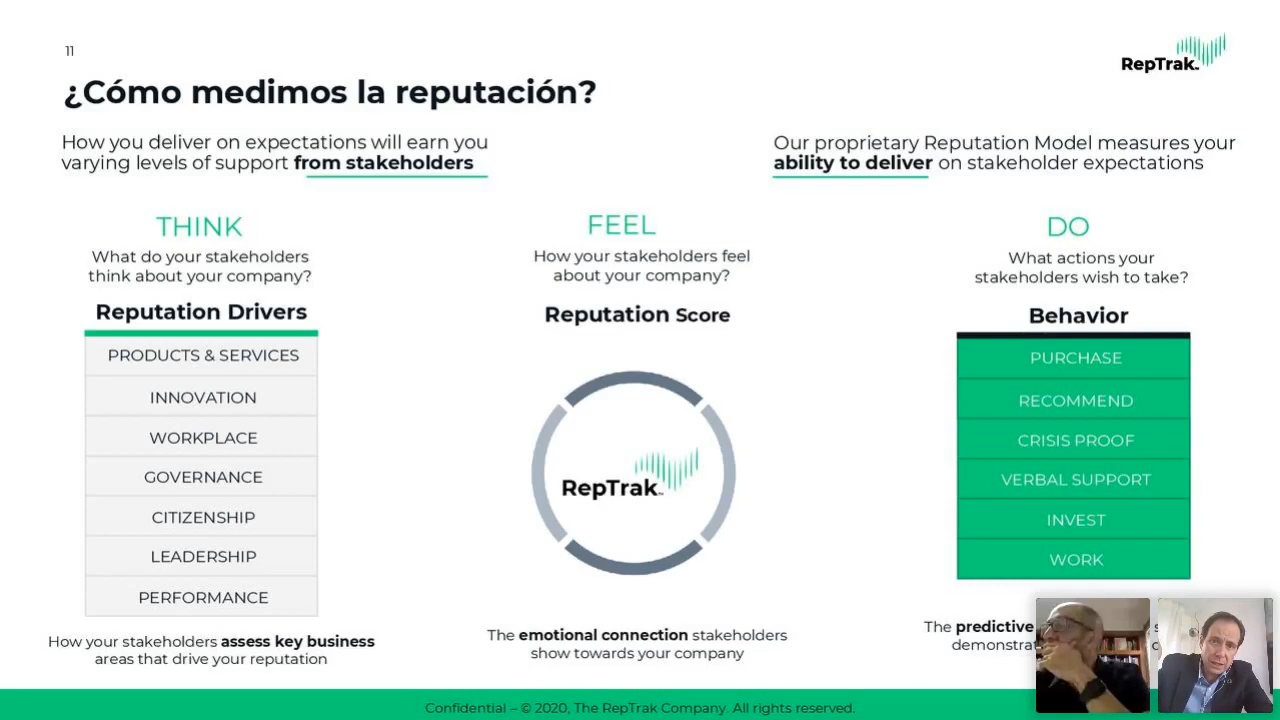 11
RepTrak™
¿Cómo medimos la reputación?
How you deliver on expectations will earn you
varying levels of support from stakeholders
Our proprietary Reputation Model measures your
ability to deliver on stakeholder expectations
THINK
What do your stakeholders
think about your company?
Reputation Drivers
PRODUCTS & SERVICES
INNOVATION
WORKPLACE
GOVERNANCE
CITIZENSHIP
LEADERSHIP
PERFORMANCE
How your stakeholders assess key business
areas that drive your reputation
FEEL
How your stakeholders feel
about your company?
Reputation Score
RepTrak™
The emotional connection stakeholders
show towards your company
DO
What actions your
stakeholders wish to take?
Behavior
PURCHASE
RECOMMEND
CRISIS PROOF
VERBAL SUPPORT
INVEST
WORK
The predictive
Confidential – © 2020, The RepTrak Company. All rights reserved.